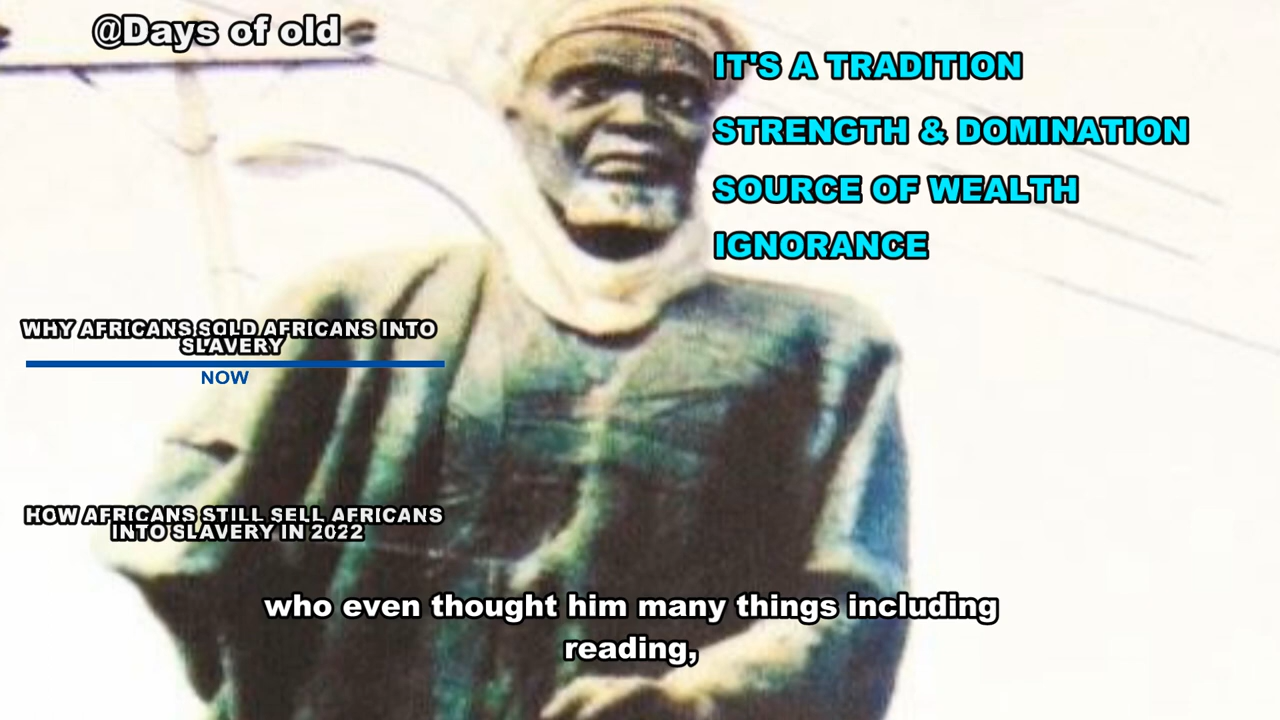 @Days of old
IT'S A TRADITION
STRENGTH & DOMINATION
SOURCE OF WEALTH
IGNORANCE
WHY AFRICANS SOLD AFRICANS INTO
SLAVERY
NOW
HOW AFRICANS STILL SELL AFRICANS
INTO SLAVERY IN 2022
who even thought him many things including
reading,